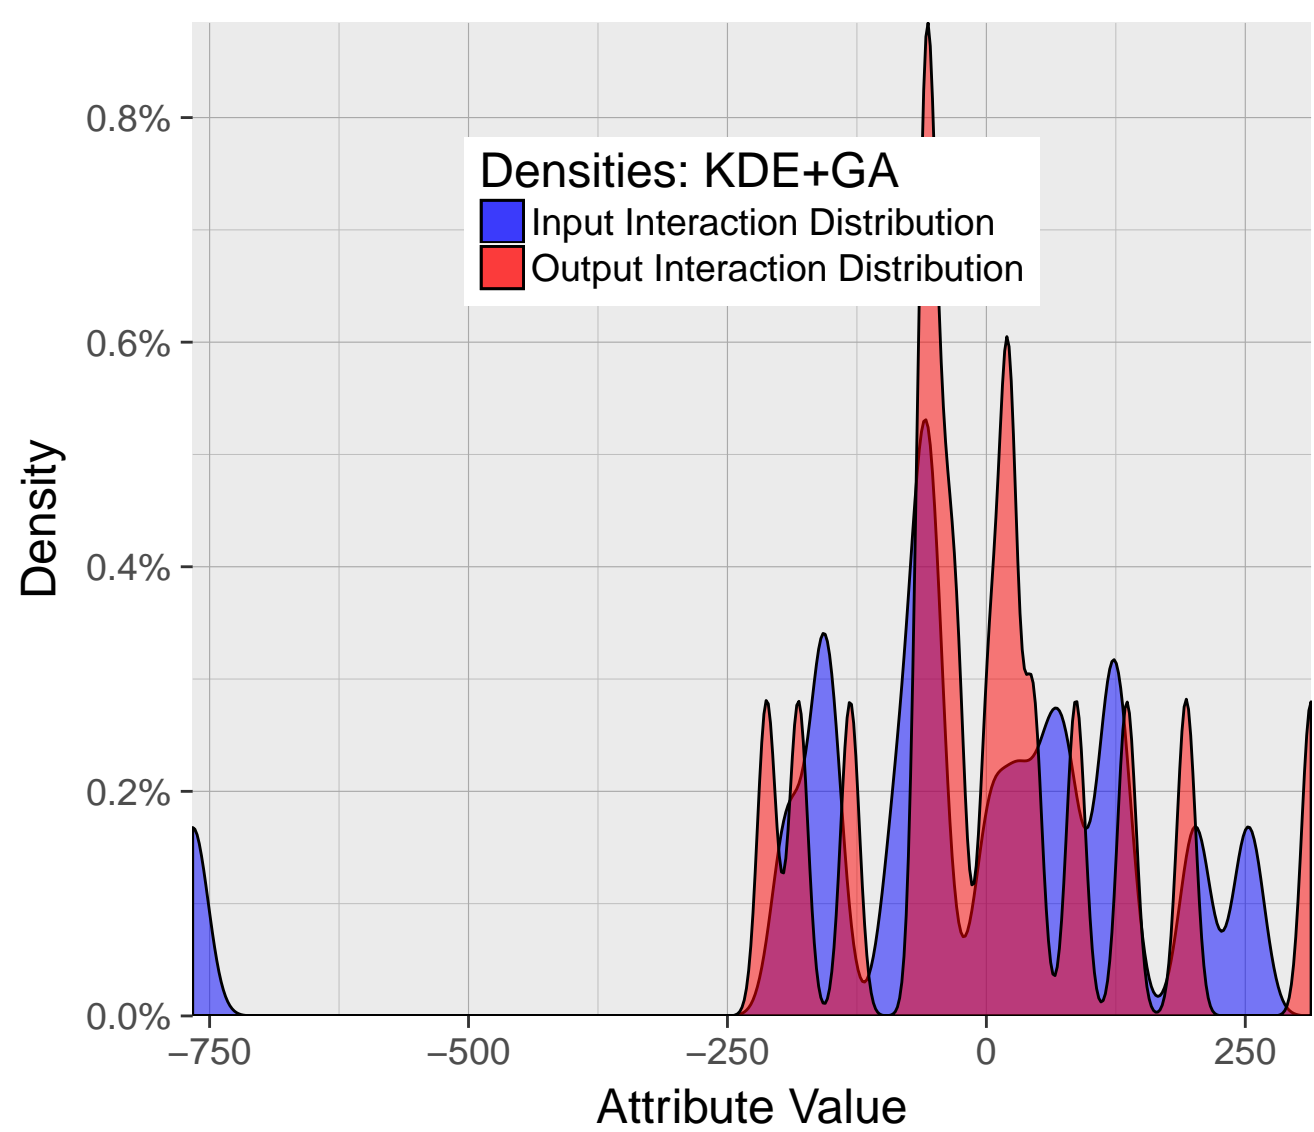 0.8%
Densities: KDE+GA
Input Interaction Distribution
Output Interaction Distribution
0.6%
0.4%
0.2%
0.0%
Density
−750 −500 −250 0 250
Attribute Value